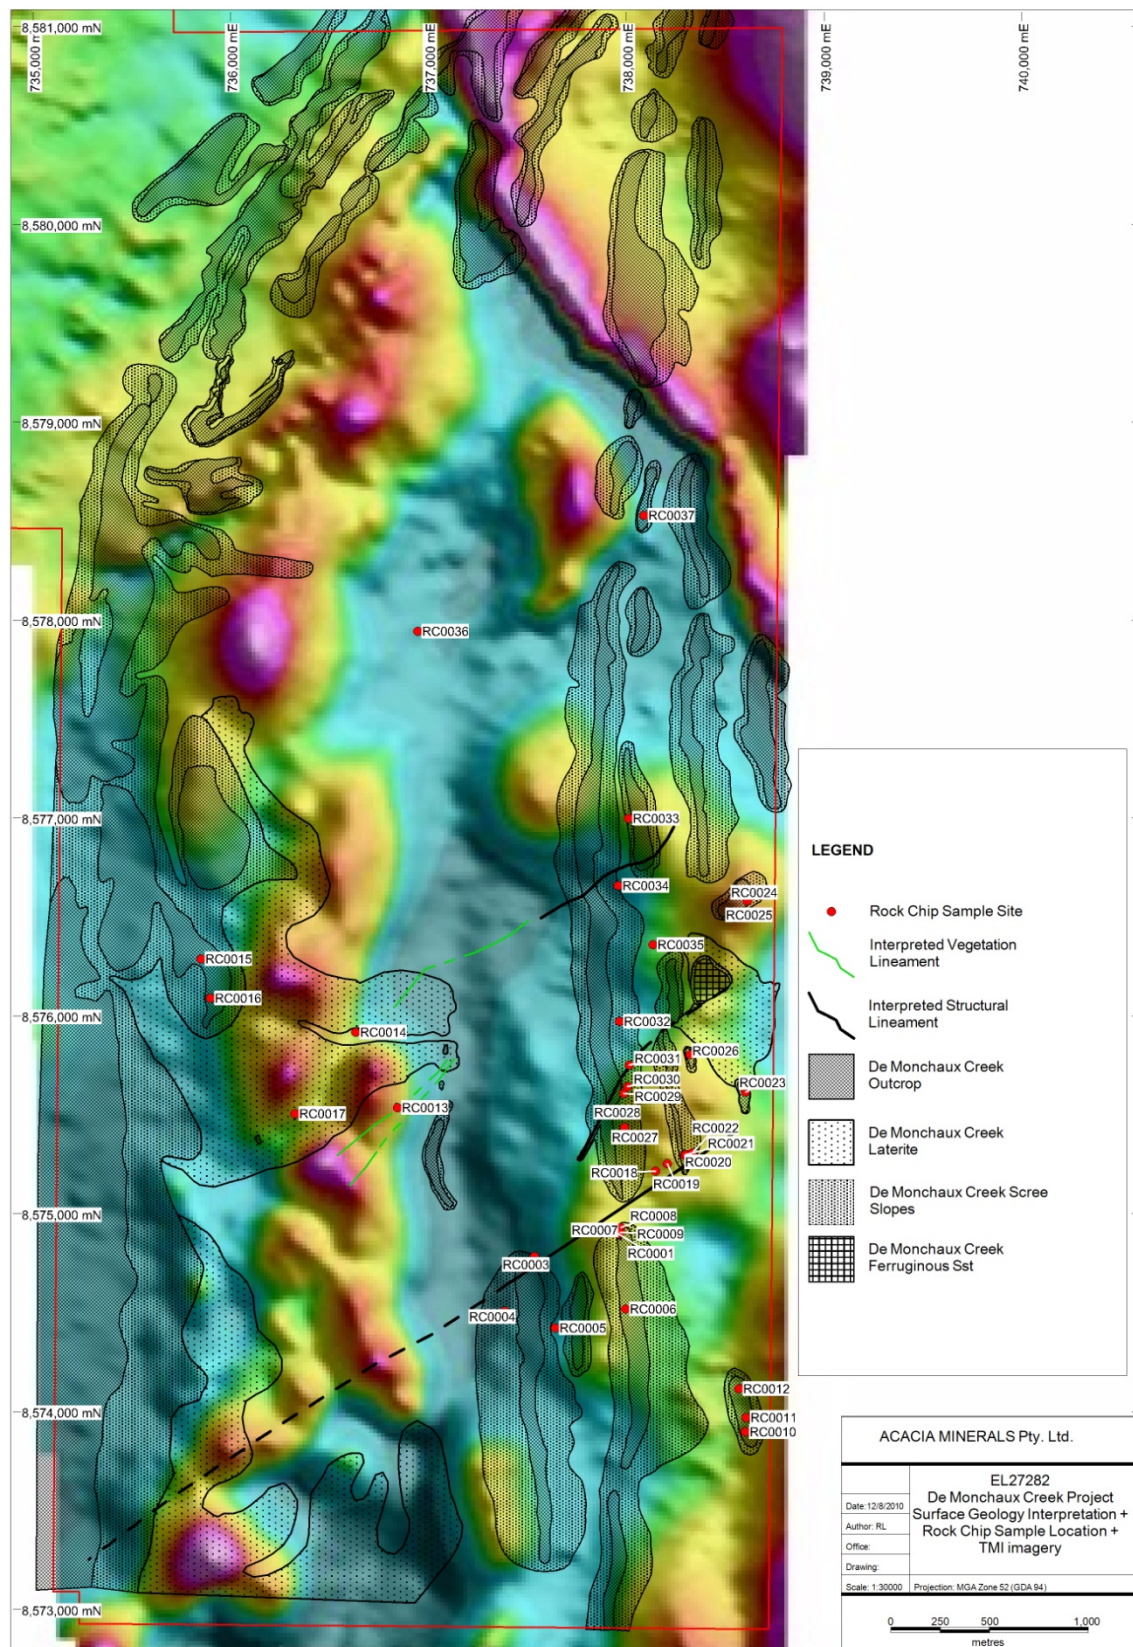 8,581,000 mN
735,000 mE
736,000 mE
737,000 mE
738,000 mE
739,000 mE
740,000 mE
8,580,000 mN
8,579,000 mN
RC0037
8,578,000 mN
RC0036
8,577,000 mN
RC0033
RC0034
RC0024
RC0025
RC0035
RC0015
RC0016
8,576,000 mN
RC0014
RC0032
RC0026
RC0031
RC0030
RC0023
RC0029
RC0013
RC0017
RC0028
RC0022
RC0027
RC0021
RC0020
RC0018
RC0019
8,575,000 mN
RC0008
RC0007
RC0009
RC0001
RC0003
RC0004
RC0006
RC0005
RC0012
8,574,000 mN
RC0011
RC0010
8,573,000 mN
LEGEND
Rock Chip Sample Site
Interpreted Vegetation
Lineament
Interpreted Structural
Lineament
De Monchaux Creek
Outcrop
De Monchaux Creek
Laterite
De Monchaux Creek Scree
Slopes
De Monchaux Creek
Ferruginous Sst
ACACIA MINERALS Pty. Ltd.
EL27282
De Monchaux Creek Project
Surface Geology Interpretation +
Rock Chip Sample Location +
TMI imagery
Date: 12/8/2010
Author: RL
Office:
Drawing:
Scale: 1:30000
Projection: MGA Zone 52 (GDA 94)
0 250 500 1,000
metres